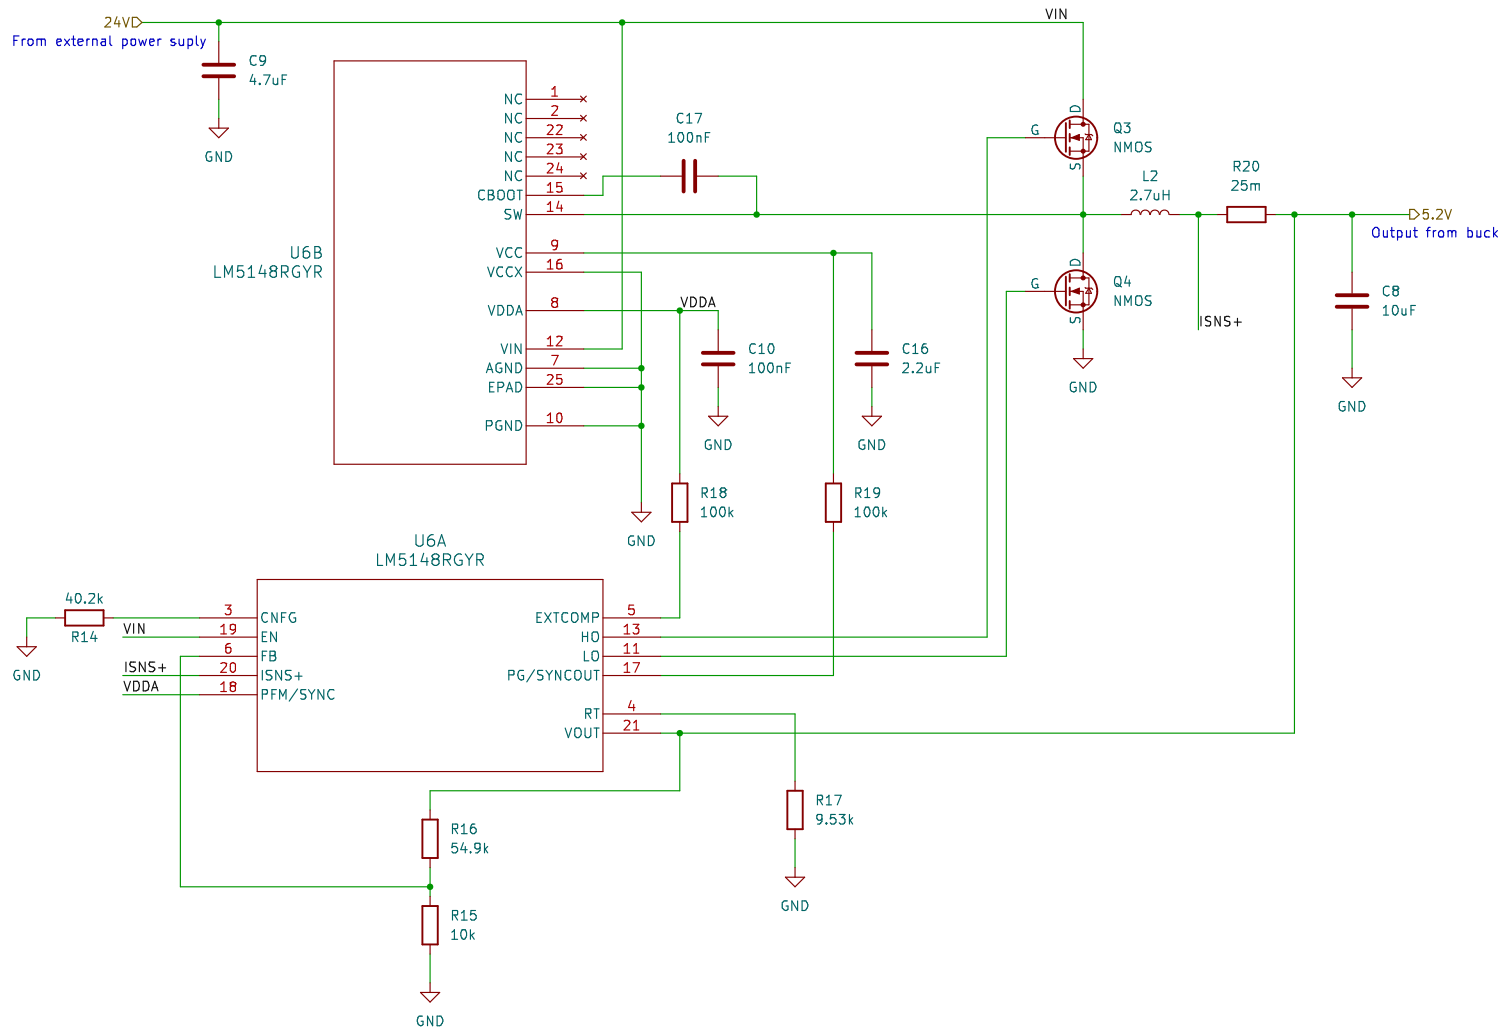 24V
From external power suply
VIN
C9
4.7uF
GND
NC 1
NC 2
NC 22
NC 23
NC 24
CBOOT 15
SW 14
VCC 9
VCCX 16
VDDA 8
VIN 12
AGND 7
EPAD 25
PGND 10
U6B
LM5148RGYR
C17
100nF
D
G
S
Q3
NMOS
L2
2.7uH
R20
25m
5.2V
Output from buck
D
G
S
Q4
NMOS
GND
ISNS+
C8
10uF
GND
VDDA
C10
100nF
GND
C16
2.2uF
GND
R18
100k
R19
100k
GND
U6A
LM5148RGYR
40.2k
R14
GND
VIN
ISNS+
VDDA
3 CNFG
19 EN
6 FB
20 ISNS+
18 PFM/SYNC
EXTCOMP 5
HO 13
LO 11
PG/SYNCOUT 17
RT 4
VOUT 21
R17
9.53k
GND
R16
54.9k
R15
10k
GND